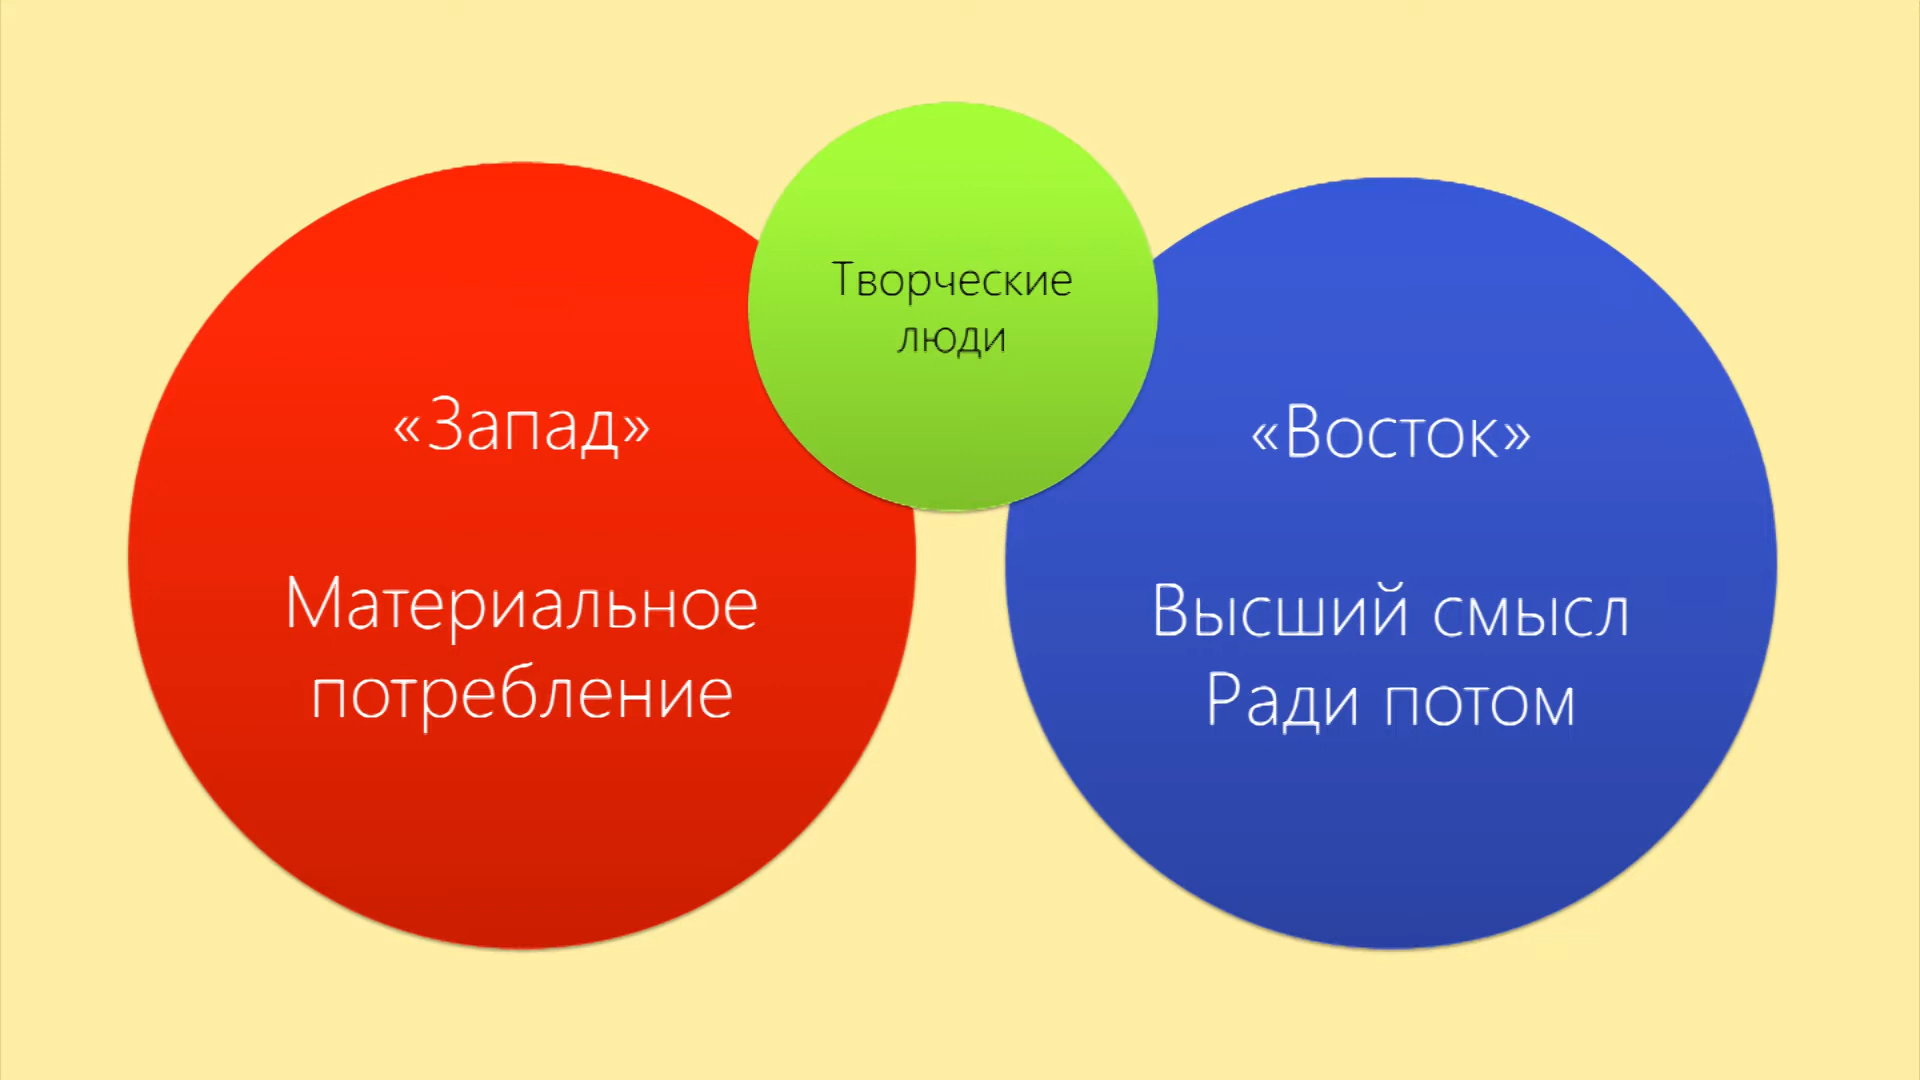 Творческие
люди
«Запад»
Материальное
потребление
«Восток»
Высший смысл
Ради потом